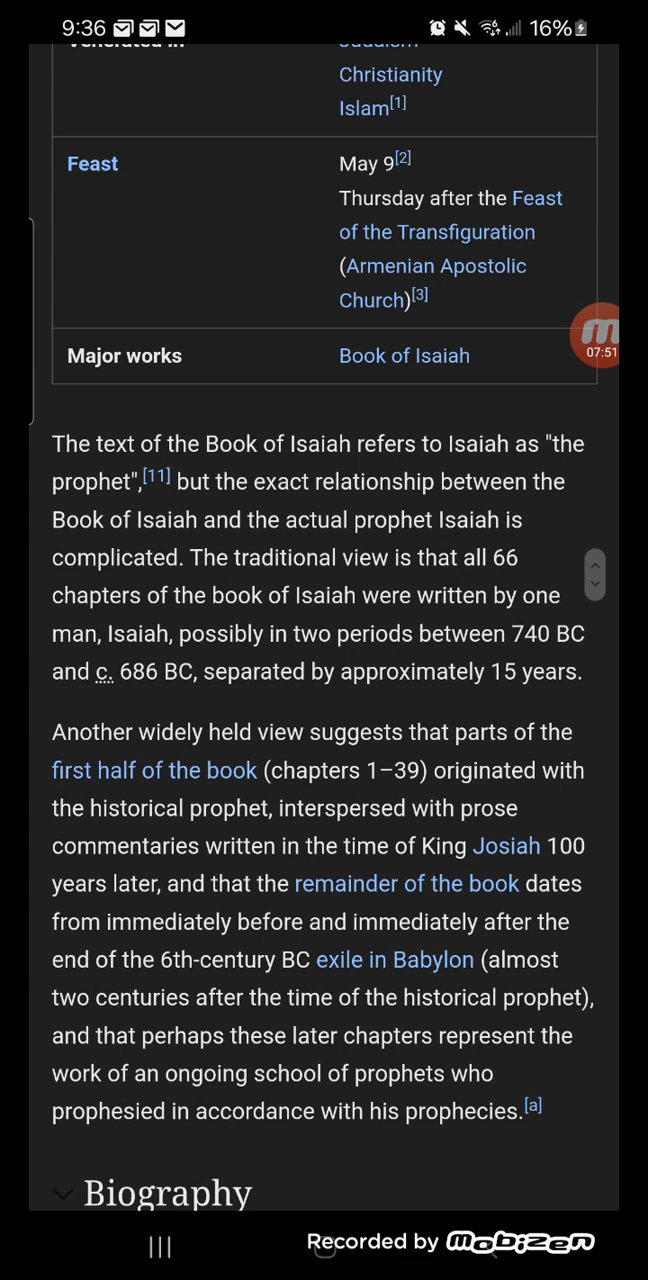 9:36
16%
Venerated in Judaism
Christianity
Islam[1]
Feast
May 9[2]
Thursday after the Feast
of the Transfiguration
(Armenian Apostolic
Church)[3]
07:51
Major works
Book of Isaiah
The text of the Book of Isaiah refers to Isaiah as "the
prophet",[11] but the exact relationship between the
Book of Isaiah and the actual prophet Isaiah is
complicated. The traditional view is that all 66
chapters of the book of Isaiah were written by one
man, Isaiah, possibly in two periods between 740 BC
and c. 686 BC, separated by approximately 15 years.
Another widely held view suggests that parts of the
first half of the book (chapters 1–39) originated with
the historical prophet, interspersed with prose
commentaries written in the time of King Josiah 100
years later, and that the remainder of the book dates
from immediately before and immediately after the
end of the 6th-century BC exile in Babylon (almost
two centuries after the time of the historical prophet),
and that perhaps these later chapters represent the
work of an ongoing school of prophets who
prophesied in accordance with his prophecies.[a]
Biography
Recorded by mobizen